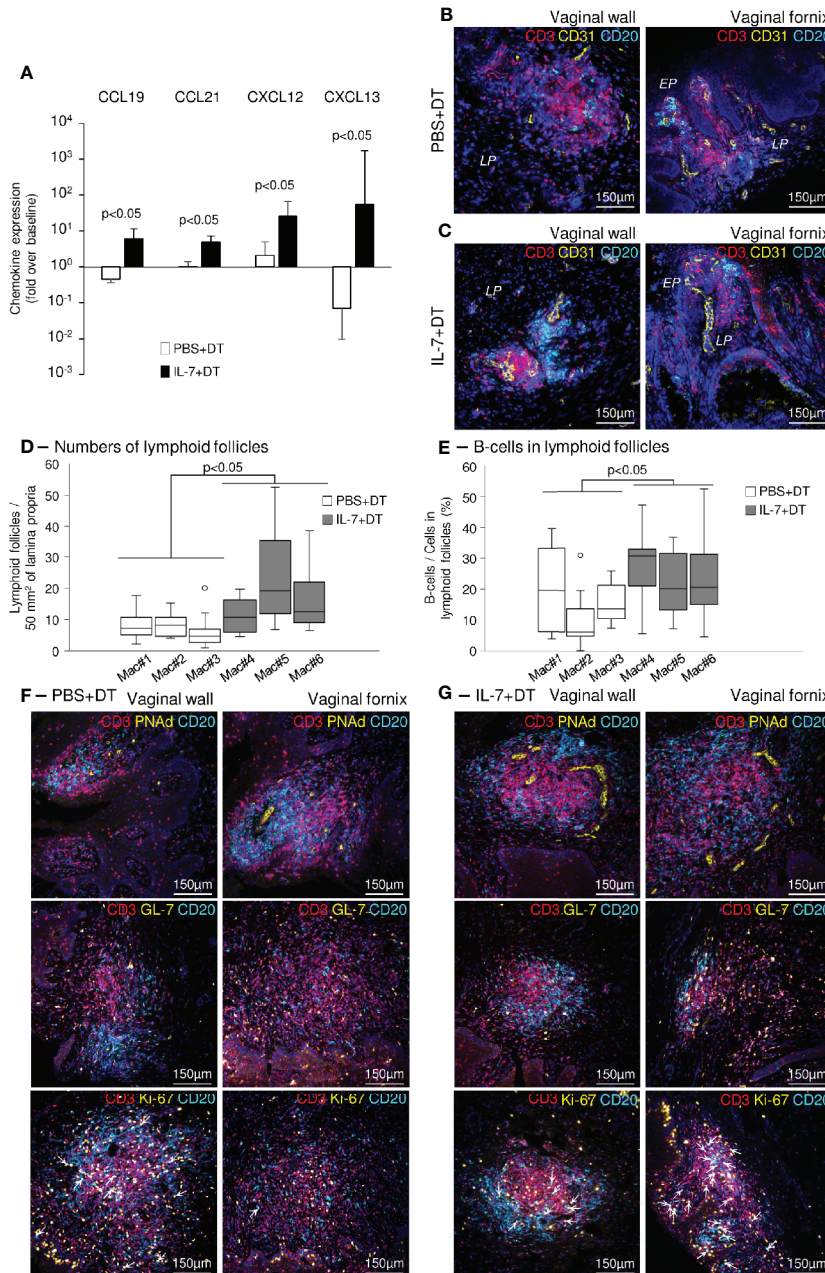 A
CCL19 CCL21 CXCL12 CXCL13
p<0.05
p<0.05
p<0.05
p<0.05
Chemokine expression
(fold over baseline)
10⁴
10³
10²
10¹
10⁰
10⁻¹
10⁻²
10⁻³
PBS+DT
IL-7+DT
B
Vaginal wall Vaginal fornix
PBS+DT
CD3 CD31 CD20
LP
150µm
CD3 CD31 CD20
EP
LP
150µm
C
Vaginal wall Vaginal fornix
IL-7+DT
CD3 CD31 CD20
LP
150µm
CD3 CD31 CD20
EP
LP
150µm
D – Numbers of lymphoid follicles
p<0.05
PBS+DT
IL-7+DT
Lymphoid follicles /
50 mm² of lamina propria
60
50
40
30
20
10
0
Mac#1 Mac#2 Mac#3 Mac#4 Mac#5 Mac#6
E – B-cells in lymphoid follicles
p<0.05
PBS+DT
IL-7+DT
B-cells / Cells in
lymphoid follicles (%)
60
50
40
30
20
10
0
Mac#1 Mac#2 Mac#3 Mac#4 Mac#5 Mac#6
F – PBS+DT Vaginal wall Vaginal fornix
CD3 PNAd CD20
150µm
CD3 PNAd CD20
150µm
CD3 GL-7 CD20
150µm
CD3 GL-7 CD20
150µm
CD3 Ki-67 CD20
150µm
CD3 Ki-67 CD20
150µm
G – IL-7+DT Vaginal wall Vaginal fornix
CD3 PNAd CD20
150µm
CD3 PNAd CD20
150µm
CD3 GL-7 CD20
150µm
CD3 GL-7 CD20
150µm
CD3 Ki-67 CD20
150µm
CD3 Ki-67 CD20
150µm